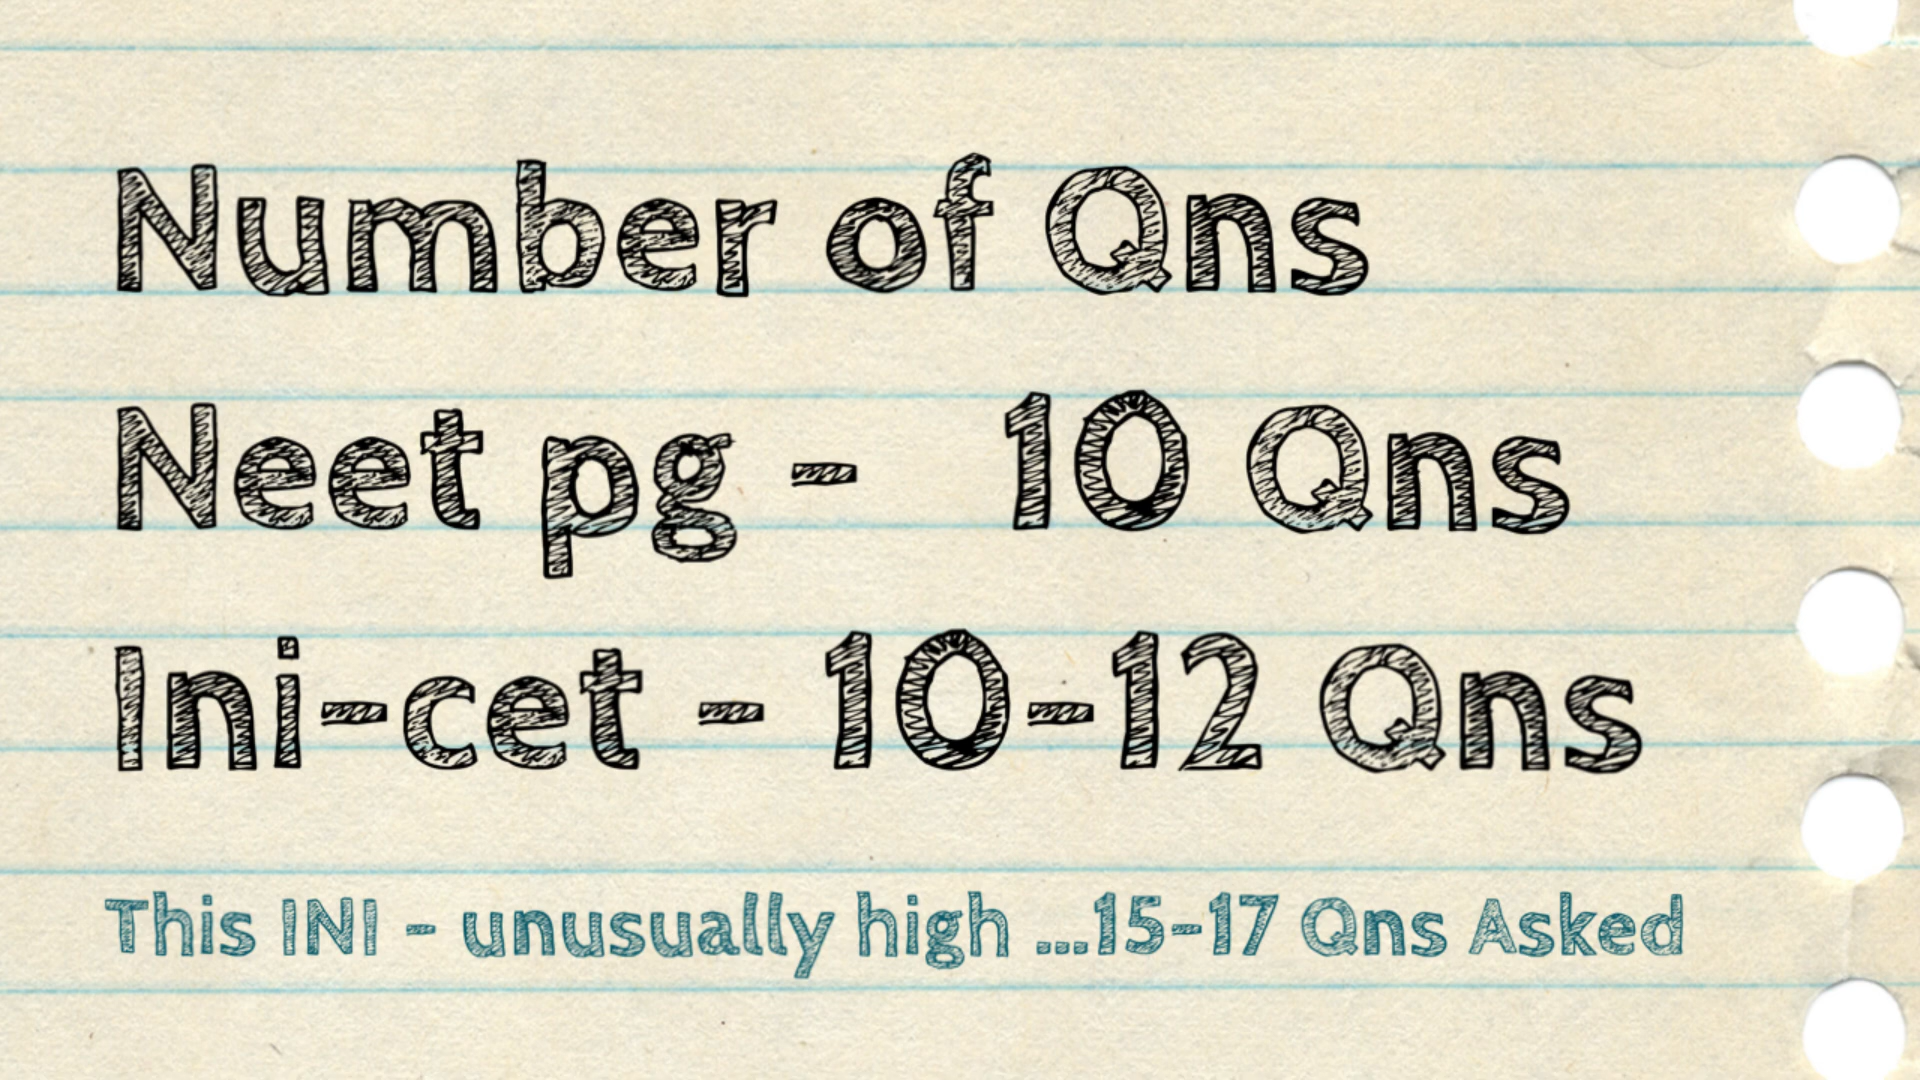 Number of Qns
Neet pg - 10 Qns
Ini-cet - 10-12 Qns
This INI - unusually high ...15-17 Qns Asked